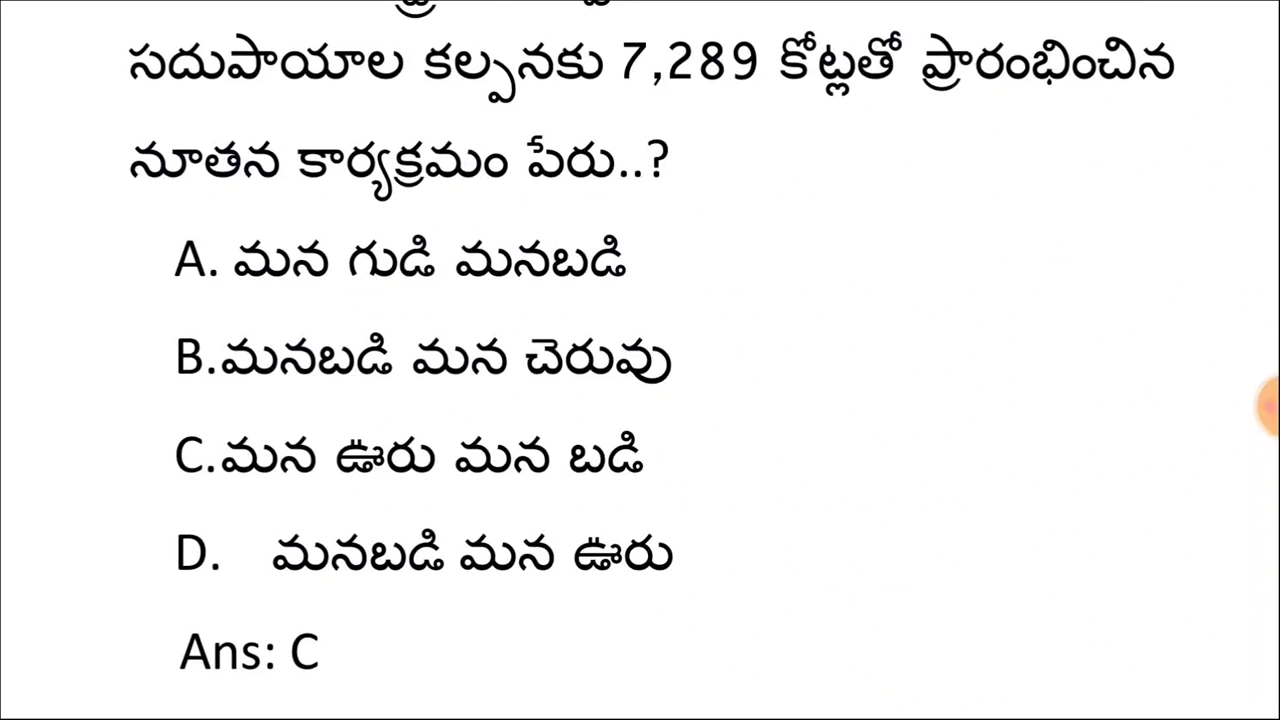 సదుపాయాల కల్పనకు 7,289 కోట్లతో ప్రారంభించిన
నూతన కార్యక్రమం పేరు..?
A. మన గుడి మనబడి
B.మనబడి మన చెరువు
C.మన ఊరు మన బడి
D. మనబడి మన ఊరు
Ans: C